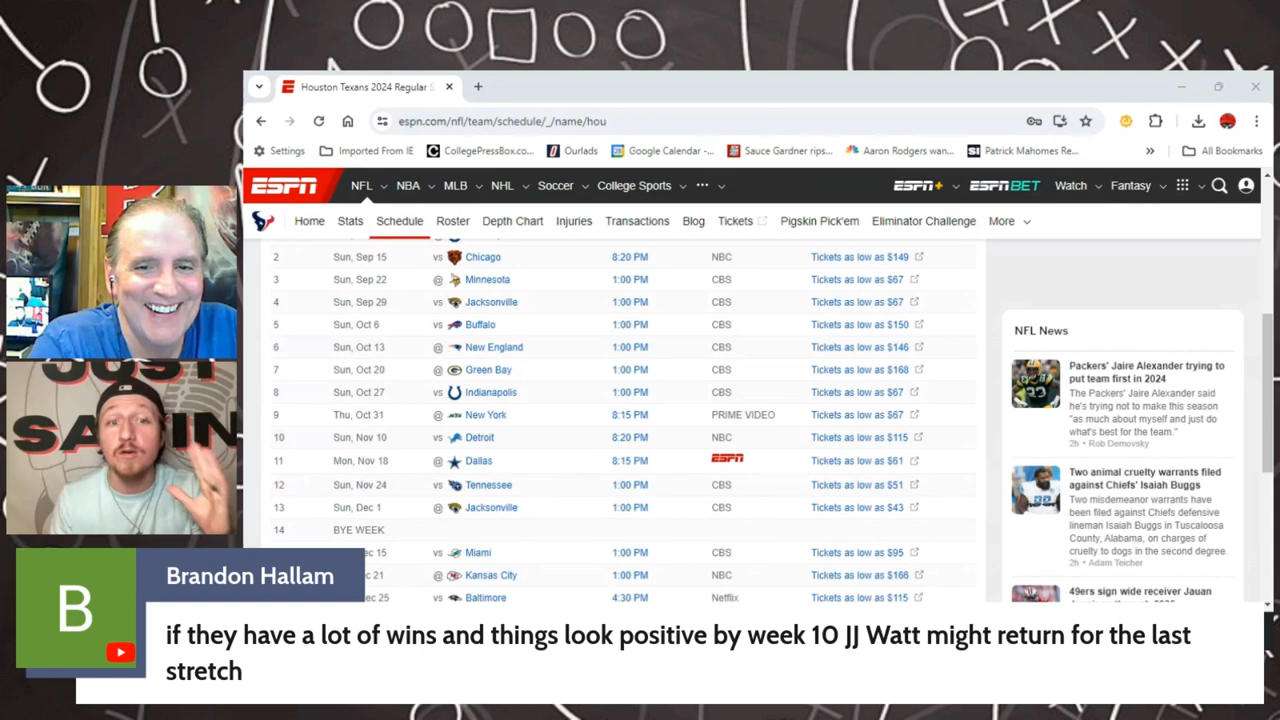 Houston Texans 2024 Regular S
espn.com/nfl/team/schedule/_/name/hou
Settings Imported From IE CollegePressBox.co... Ourlads Google Calendar -... Sauce Gardner rips... Aaron Rodgers wan... Patrick Mahomes Re... » All Bookmarks
ESPN NFL NBA MLB NHL Soccer College Sports ... ESPN+ ESPN BET Watch Fantasy
Home Stats Schedule Roster Depth Chart Injuries Transactions Blog Tickets Pigskin Pick'em Eliminator Challenge More
2 Sun, Sep 15 vs Chicago 8:20 PM NBC Tickets as low as $149
3 Sun, Sep 22 @ Minnesota 1:00 PM CBS Tickets as low as $67
4 Sun, Sep 29 vs Jacksonville 1:00 PM CBS Tickets as low as $67
5 Sun, Oct 6 vs Buffalo 1:00 PM CBS Tickets as low as $150
6 Sun, Oct 13 @ New England 1:00 PM CBS Tickets as low as $146
7 Sun, Oct 20 @ Green Bay 1:00 PM CBS Tickets as low as $168
8 Sun, Oct 27 vs Indianapolis 1:00 PM CBS Tickets as low as $67
9 Thu, Oct 31 @ New York 8:15 PM PRIME VIDEO Tickets as low as $67
10 Sun, Nov 10 vs Detroit 8:20 PM NBC Tickets as low as $115
11 Mon, Nov 18 @ Dallas 8:15 PM ESPN Tickets as low as $61
12 Sun, Nov 24 vs Tennessee 1:00 PM CBS Tickets as low as $51
13 Sun, Dec 1 @ Jacksonville 1:00 PM CBS Tickets as low as $43
14 BYE WEEK
ec 15 vs Miami 1:00 PM CBS Tickets as low as $95
ec 21 @ Kansas City 1:00 PM NBC Tickets as low as $166
ec 25 vs Baltimore 4:30 PM Netflix Tickets as low as $115
NFL News
Packers' Jaire Alexander trying to
put team first in 2024
The Packers' Jaire Alexander said
he's trying not to make this season
"as much about myself and just do
what's best for the team."
2h • Rob Demovsky
Two animal cruelty warrants filed
against Chiefs' Isaiah Buggs
Two misdemeanor warrants have
been filed against Chiefs defensive
lineman Isaiah Buggs in Tuscaloosa
County, Alabama, on charges of
cruelty to dogs in the second degree.
2h • Adam Teicher
49ers sign wide receiver Jauan
JUST
SA IN
B
Brandon Hallam
if they have a lot of wins and things look positive by week 10 JJ Watt might return for the last
stretch